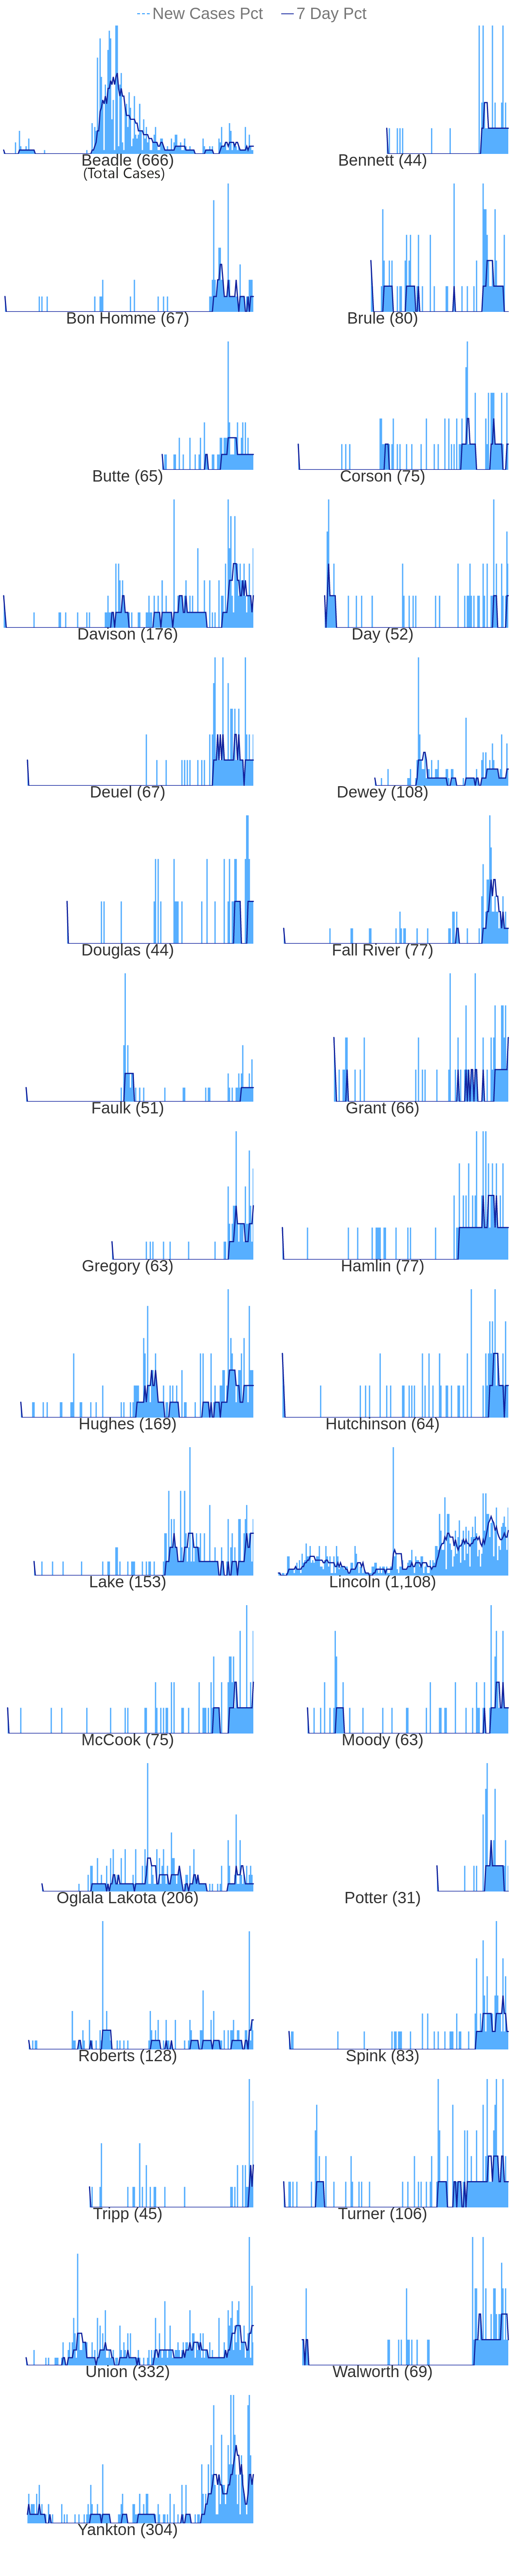 New Cases Pct 7 Day Pct
Beadle (666) Bennett (44)
(Total Cases)
Bon Homme (67) Brule (80)
Butte (65) Corson (75)
Davison (176) Day (52)
Deuel (67) Dewey (108)
Douglas (44) Fall River (77)
Faulk (51) Grant (66)
Gregory (63) Hamlin (77)
Hughes (169) Hutchinson (64)
Lake (153) Lincoln (1,108)
McCook (75) Moody (63)
Oglala Lakota (206) Potter (31)
Roberts (128) Spink (83)
Tripp (45) Turner (106)
Union (332) Walworth (69)
Yankton (304)